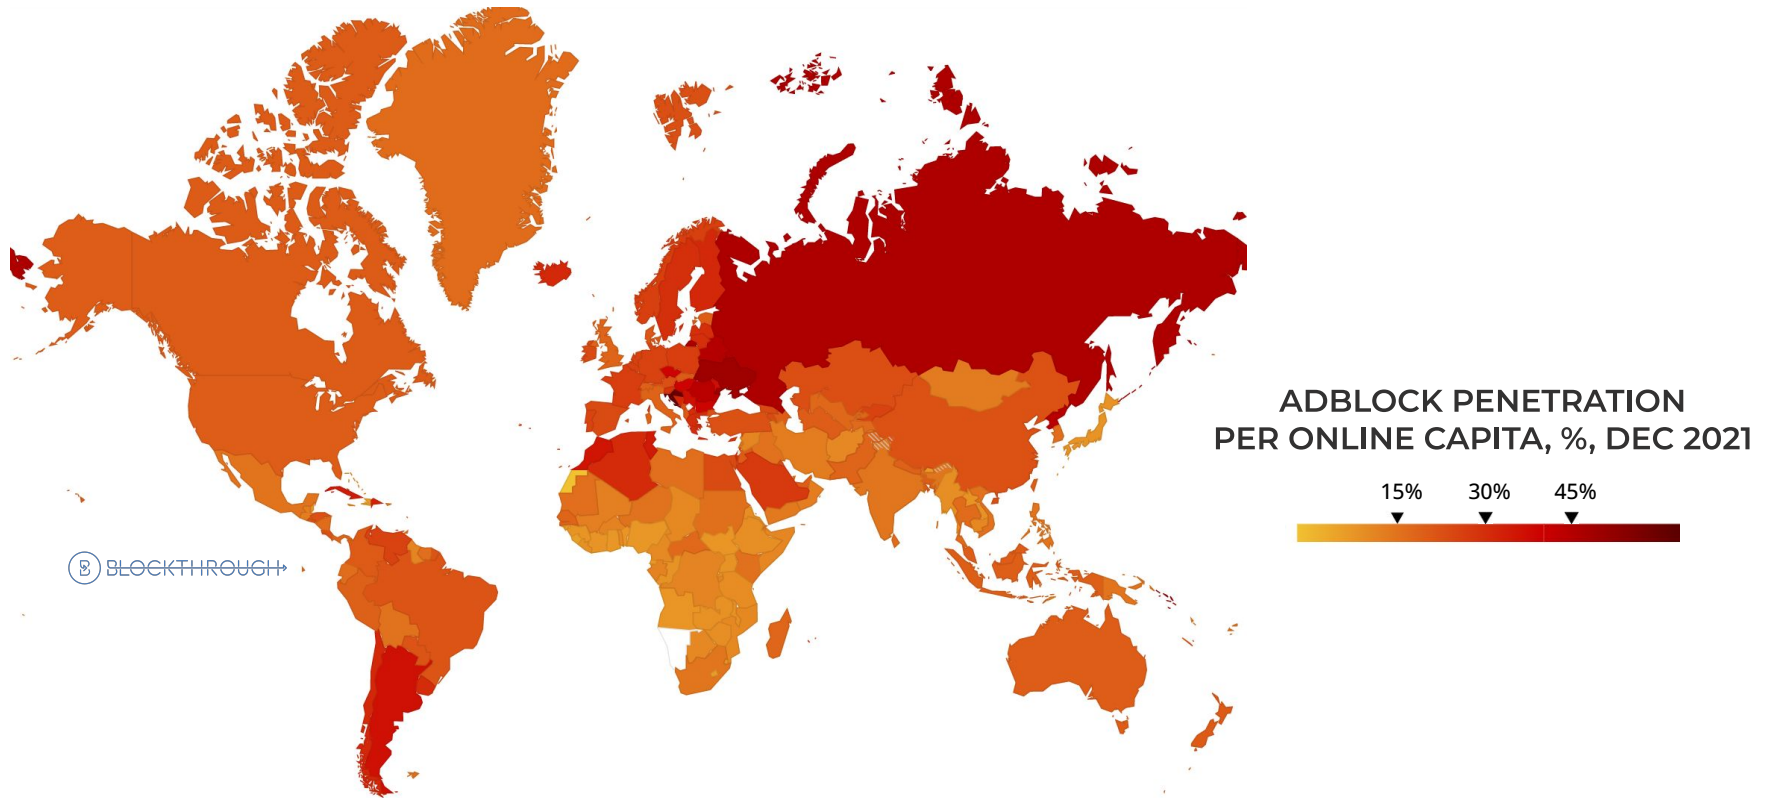 ADBLOCK PENETRATION
PER ONLINE CAPITA, %, DEC 2021
15% 30% 45%
BLOCKTHROUGH